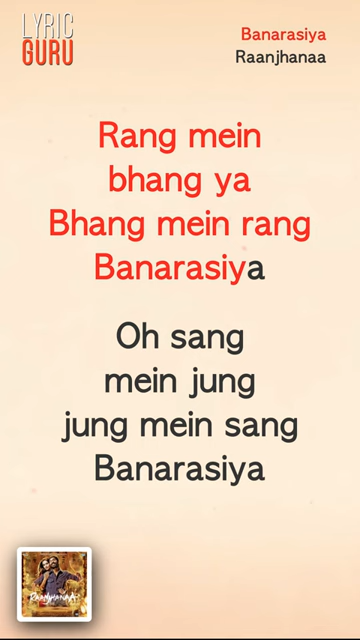 LYRIC
GURU
Banarasiya
Raanjhanaa
Rang mein
bhang ya
Bhang mein rang
Banarasiya
Oh sang
mein jung
jung mein sang
Banarasiya
RAANJHANAA